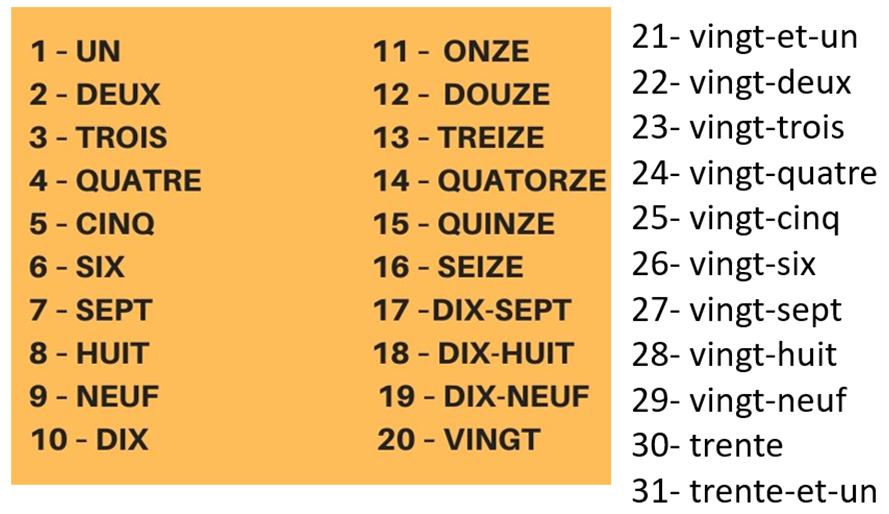 1 - UN
2 - DEUX
3 - TROIS
4 - QUATRE
5 - CINQ
6 - SIX
7 - SEPT
8 - HUIT
9 - NEUF
10 - DIX
11 - ONZE
12 - DOUZE
13 - TREIZE
14 - QUATORZE
15 - QUINZE
16 - SEIZE
17 -DIX-SEPT
18 - DIX-HUIT
19 - DIX-NEUF
20 - VINGT
21- vingt-et-un
22- vingt-deux
23- vingt-trois
24- vingt-quatre
25- vingt-cinq
26- vingt-six
27- vingt-sept
28- vingt-huit
29- vingt-neuf
30- trente
31- trente-et-un